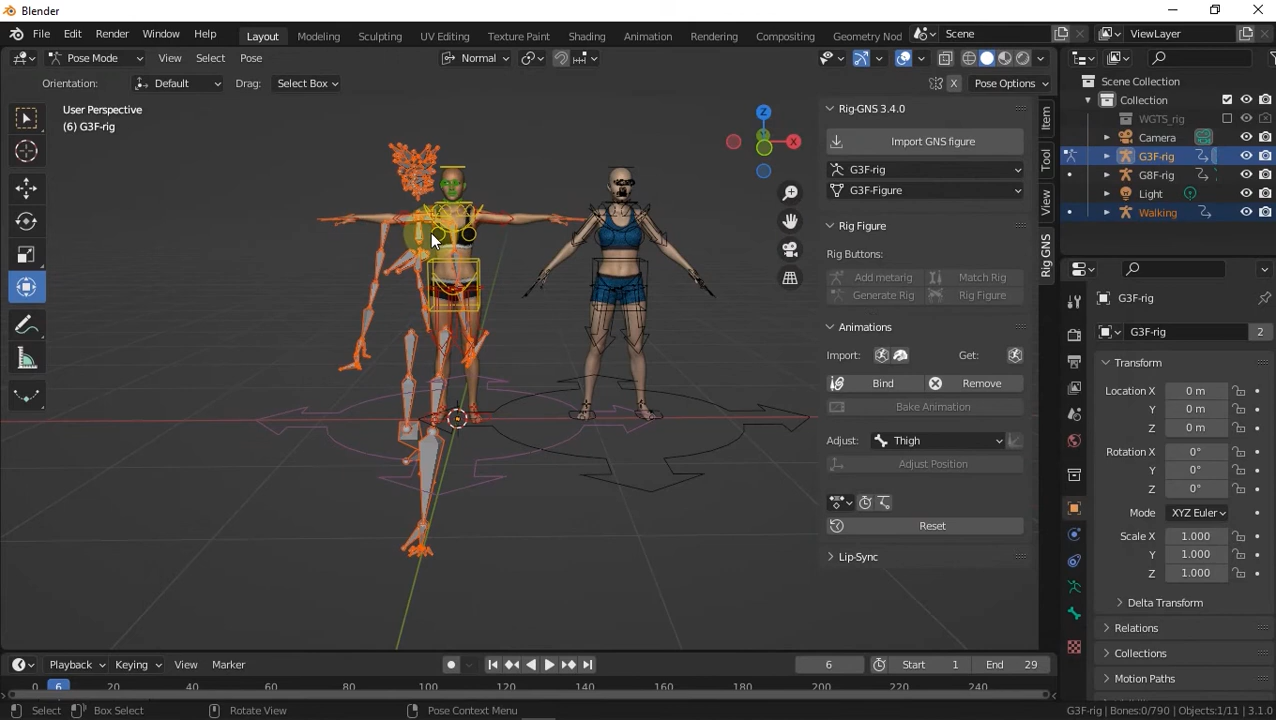 Blender
File Edit Render Window Help Layout Modeling Sculpting UV Editing Texture Paint Shading Animation Rendering Compositing Geometry Nod Scene ViewLayer
Pose Mode View Select Pose Normal
Orientation: Default Drag: Select Box X Pose Options
User Perspective
(6) G3F-rig
Z
X
Rig-GNS 3.4.0
Import GNS figure
G3F-rig
G3F-Figure
Rig Figure
Rig Buttons:
Add metarig Match Rig
Generate Rig Rig Figure
Animations
Import: Get:
Bind Remove
Bake Animation
Adjust: Thigh
Adjust Position
Reset
Lip-Sync
Item
Tool
View
Rig GNS
Scene Collection
Collection
WGTS_rig
Camera
G3F-rig
G8F-rig
Light
Walking
G3F-rig
G3F-rig 2
Transform
Location X 0 m
Y 0 m
Z 0 m
Rotation X 0°
Y 0°
Z 0°
Mode XYZ Euler
Scale X 1.000
Y 1.000
Z 1.000
Delta Transform
Relations
Collections
Motion Paths
Playback Keying View Marker 6 Start 1 End 29
0 6 20 40 60 80 100 120 140 160 180 200 220 240
Select Box Select Rotate View Pose Context Menu G3F-rig | Bones:0/790 | Objects:1/11 | 3.1.0